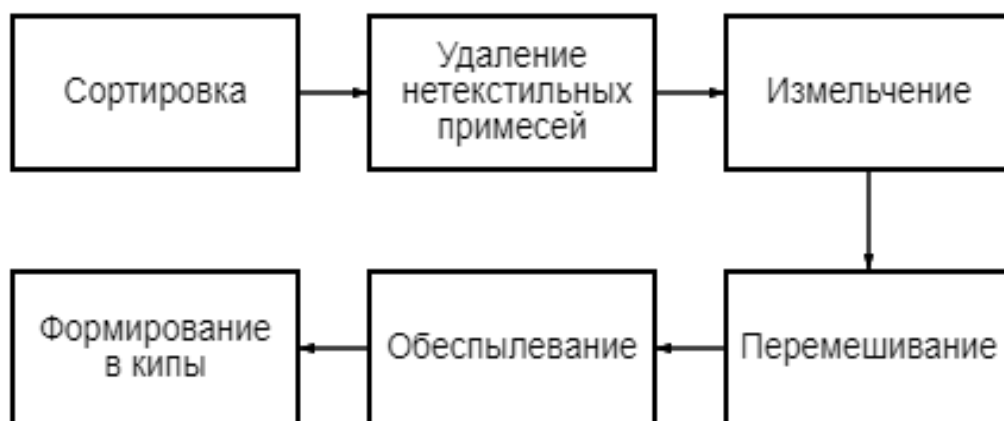 Сортировка
Удаление
нетекстильных
примесей
Измельчение
Перемешивание
Обеспылевание
Формирование
в кипы